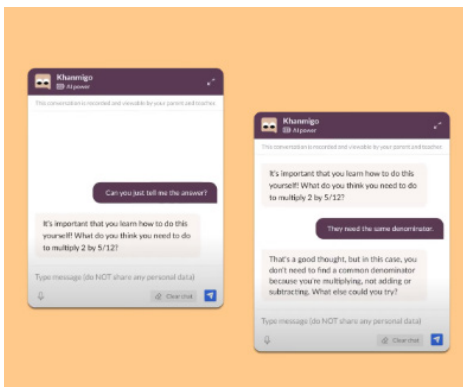 Khanmigo
AI power
This conversation is recorded and viewable by your parent and teacher.
Can you just tell me the answer?
It's important that you learn how to do this
yourself! What do you think you need to do
to multiply 2 by 5/12?
Type message (do NOT share any personal data)
Clear chat
Khanmigo
AI power
This conversation is recorded and viewable by your parent and teacher.
It's important that you learn how to do this
yourself! What do you think you need to do
to multiply 2 by 5/12?
They need the same denominator.
That's a good thought, but in this case, you
don't need to find a common denominator
because you're multiplying, not adding or
subtracting. What else could you try?
Type message (do NOT share any personal data)
Clear chat